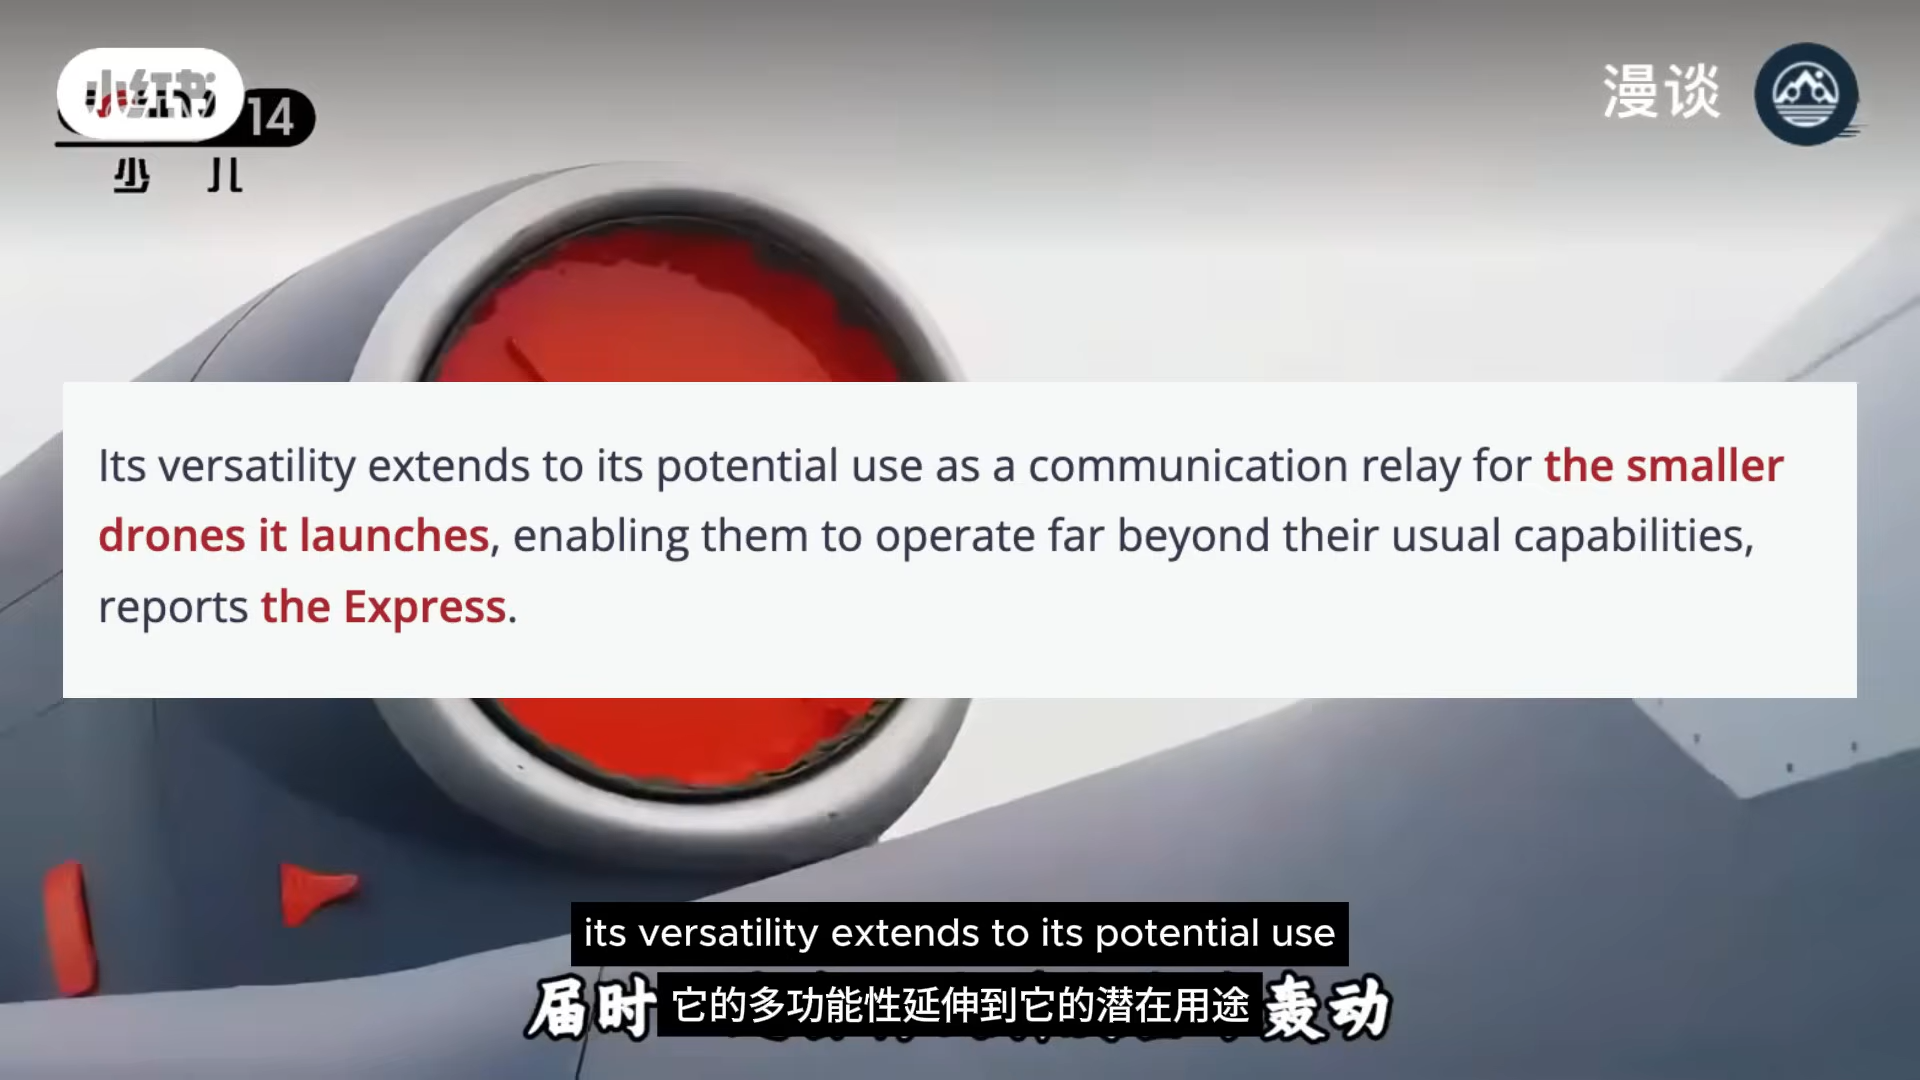 小红书
14
少儿
漫谈
Its versatility extends to its potential use as a communication relay for the smaller
drones it launches, enabling them to operate far beyond their usual capabilities,
reports the Express.
its versatility extends to its potential use
它的多功能性延伸到它的潜在用途
届时
轰动